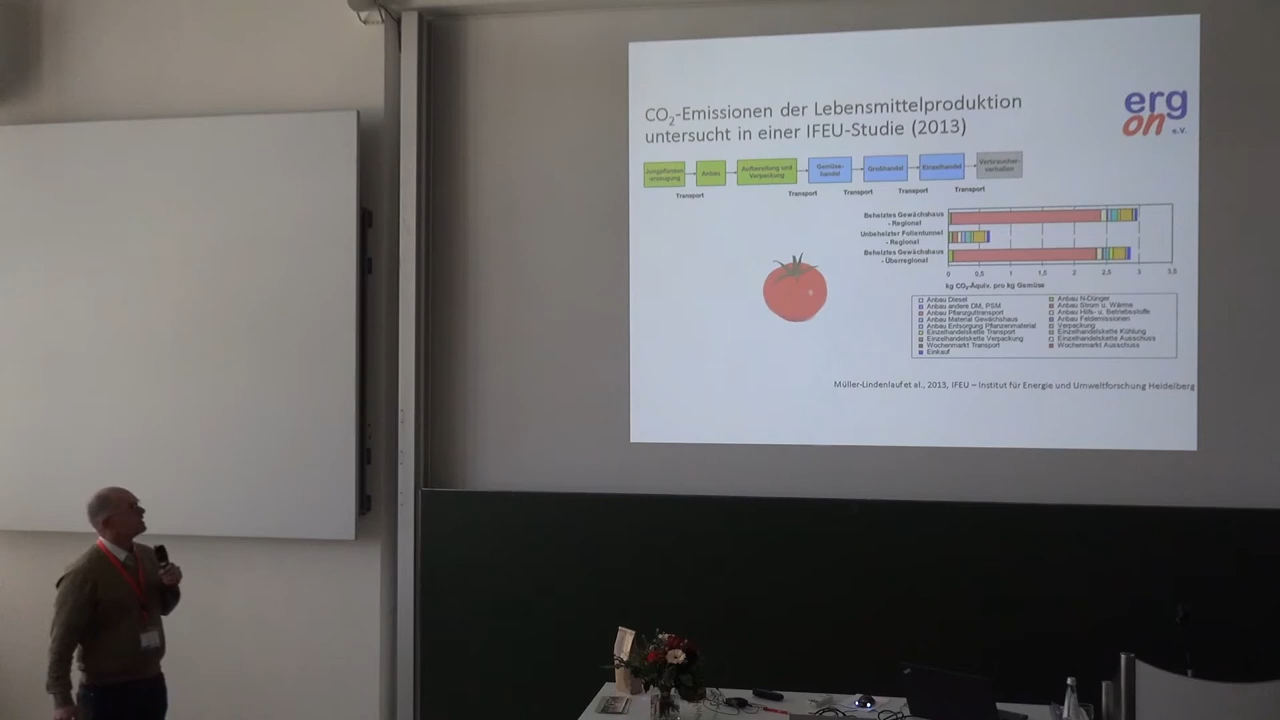 CO2-Emissionen der Lebensmittelproduktion
untersucht in einer IFEU-Studie (2013)
erg
on e.V.
Jungpflanzen
-erzeugung
Anbau
Aufbereitung und
Verpackung
Gemüse-
handel
Großhandel
Einzelhandel
Verbraucher-
verhalten
Transport
Transport
Transport
Transport
Transport
Beheiztes Gewächshaus
- Regional
Unbeheizter Folientunnel
- Regional
Beheiztes Gewächshaus
- Überregional
0 0,5 1 1,5 2 2,5 3 3,5
kg CO2-Äquiv. pro kg Gemüse
Anbau Diesel
Anbau andere DM, PSM
Anbau Pflanzguttransport
Anbau Material Gewächshaus
Anbau Entsorgung Pflanzenmaterial
Einzelhandelskette Transport
Einzelhandelskette Verpackung
Wochenmarkt Transport
Einkauf
Anbau N-Dünger
Anbau Strom u. Wärme
Anbau Hilfs- u. Betriebsstoffe
Anbau Feldemissionen
Verpackung
Einzelhandelskette Kühlung
Einzelhandelskette Ausschuss
Wochenmarkt Ausschuss
Müller-Lindenlauf et al., 2013, IFEU – Institut für Energie und Umweltforschung Heidelberg